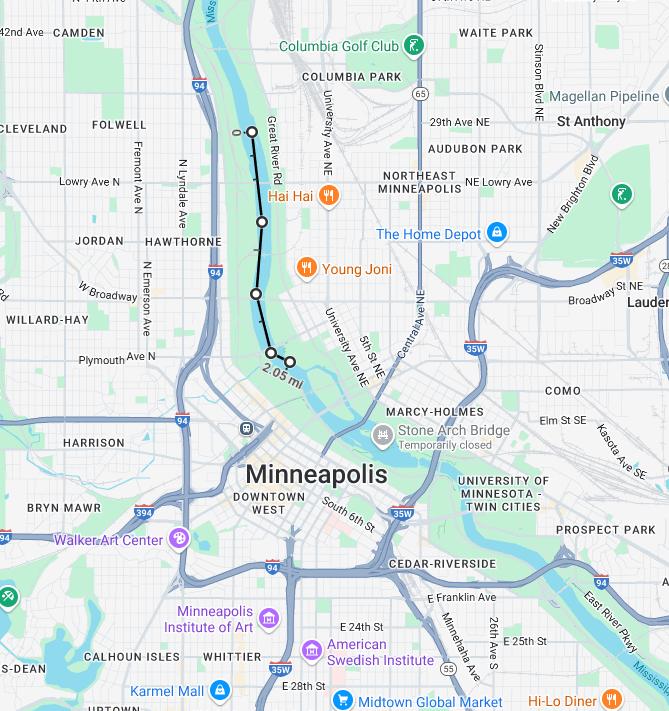 42nd Ave
CAMDEN
Miss
Columbia Golf Club
WAITE PARK
COLUMBIA PARK
Stinson Blvd NE
94
65
Magellan Pipeline
CLEVELAND
FOLWELL
0
Great River Rd
University Ave NE
29th Ave NE
St Anthony
AUDUBON PARK
Fremont Ave N
N Lyndale Ave
Lowry Ave N
Hai Hai
NORTHEAST
MINNEAPOLIS
NE Lowry Ave
New Brighton Blvd
JORDAN
HAWTHORNE
The Home Depot
94
Young Joni
35W
W Broadway
N Emerson Ave
Central Ave NE
Broadway St NE
Lauder
WILLARD-HAY
University Ave NE
5th St NE
35W
Plymouth Ave N
2.05 mi
COMO
94
MARCY-HOLMES
Stone Arch Bridge
Temporarily closed
Elm St SE
Kasota Ave SE
HARRISON
Minneapolis
DOWNTOWN
WEST
UNIVERSITY OF
MINNESOTA -
TWIN CITIES
BRYN MAWR
394
South 6th St
35W
94
Walker Art Center
PROSPECT PARK
94
CEDAR-RIVERSIDE
94
E Franklin Ave
East River Pkwy
Minneapolis
Institute of Art
E 24th St
Minnehaha Ave
26th Ave S
E 25th St
American
Swedish Institute
S-DEAN
CALHOUN ISLES
WHITTIER
35W
55
Mississi
Karmel Mall
E 28th St
Midtown Global Market
Hi-Lo Diner
UPTOWN